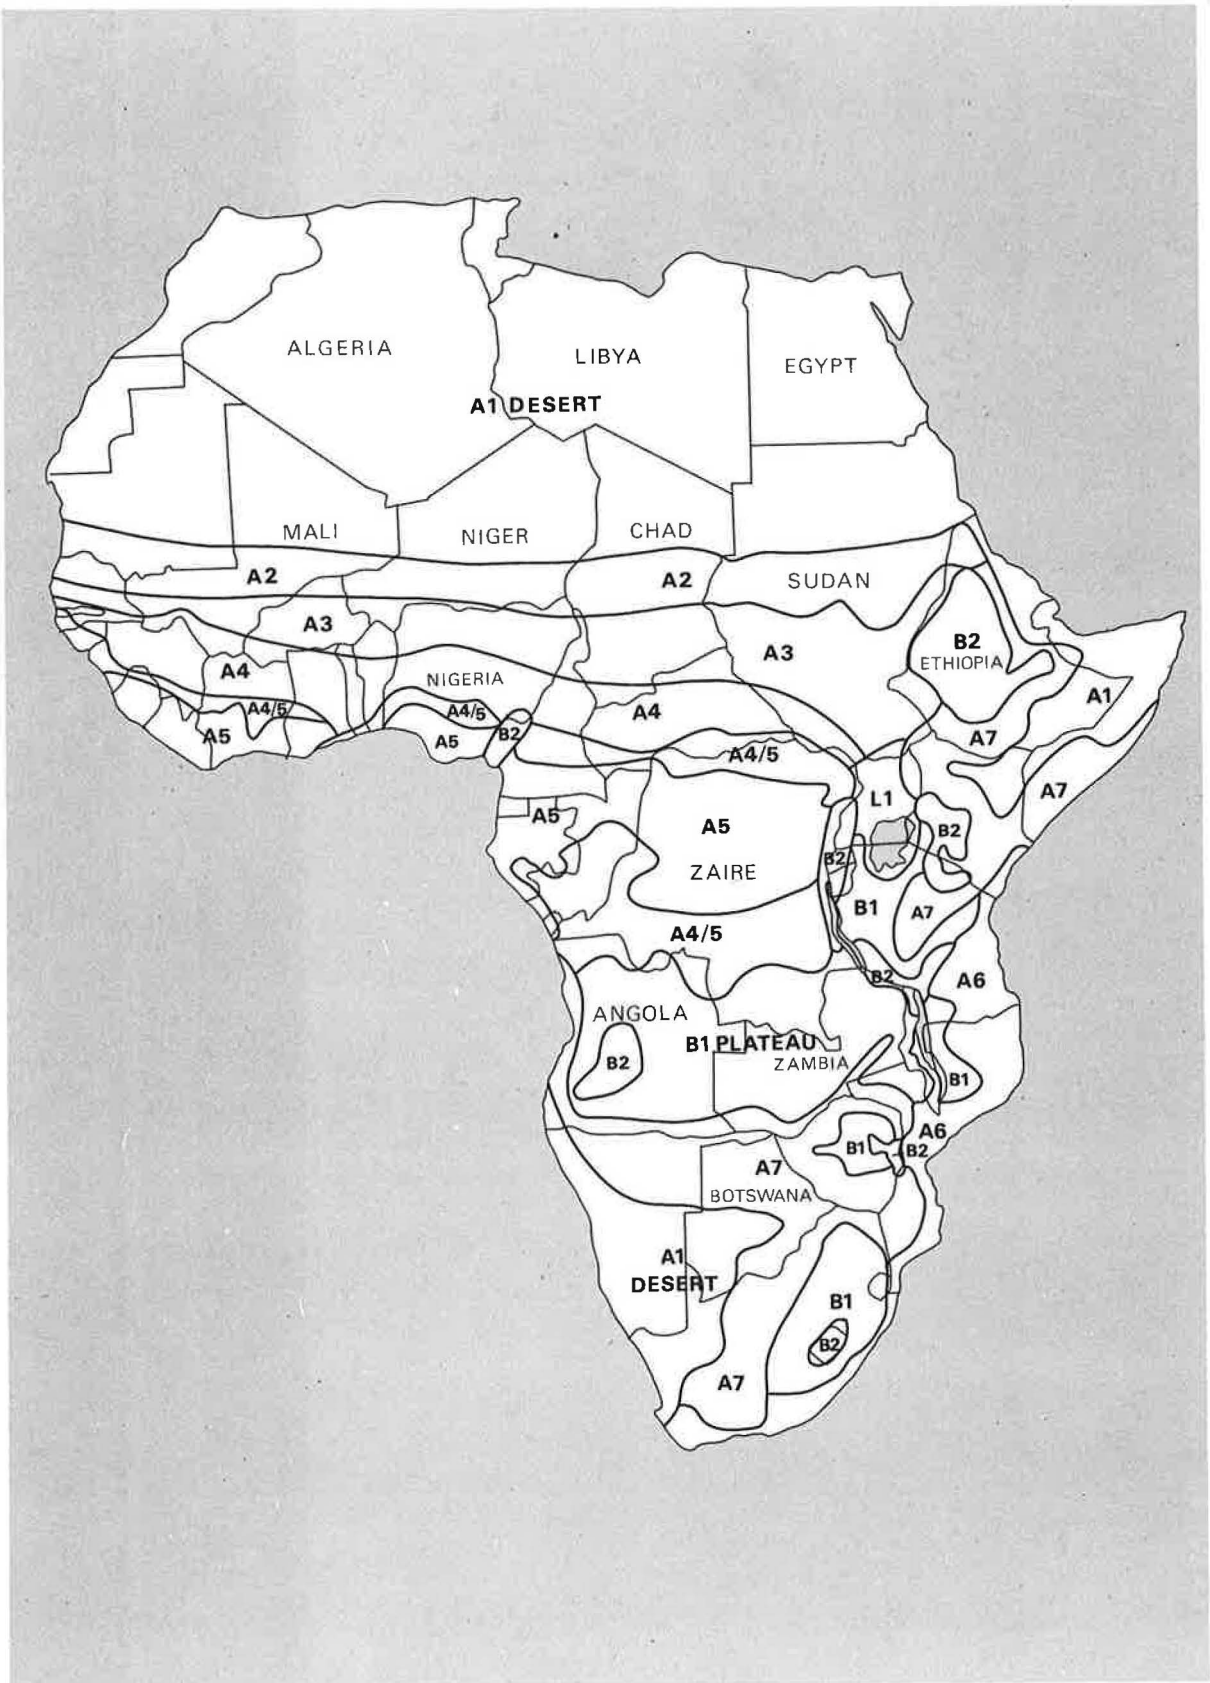 ALGERIA
LIBYA
EGYPT
A1 DESERT
MALI
NIGER
CHAD
A2
A2
SUDAN
A3
B2
ETHIOPIA
A3
A4
NIGERIA
A1
A4/5
A4/5
A4
A5
A5
B2
A7
A4/5
A7
L1
A5
A5
B2
ZAIRE
B2
B1
A7
A4/5
B2
A6
ANGOLA
B1 PLATEAU
ZAMBIA
B2
B1
A6
B1
B2
A7
BOTSWANA
A1
DESERT
B1
B2
A7